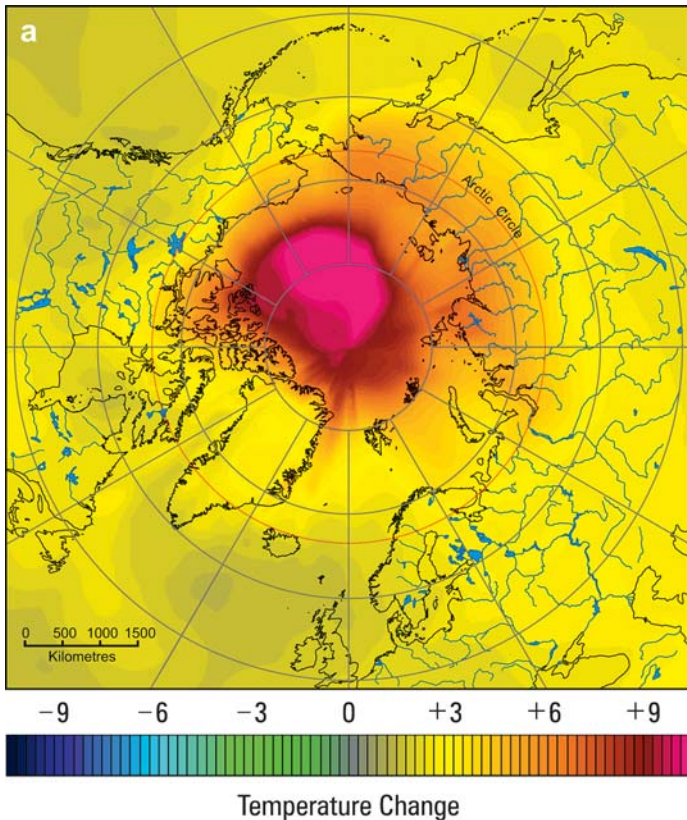 a
Arctic Circle
0 500 1000 1500
Kilometres
−9 −6 −3 0 +3 +6 +9
Temperature Change